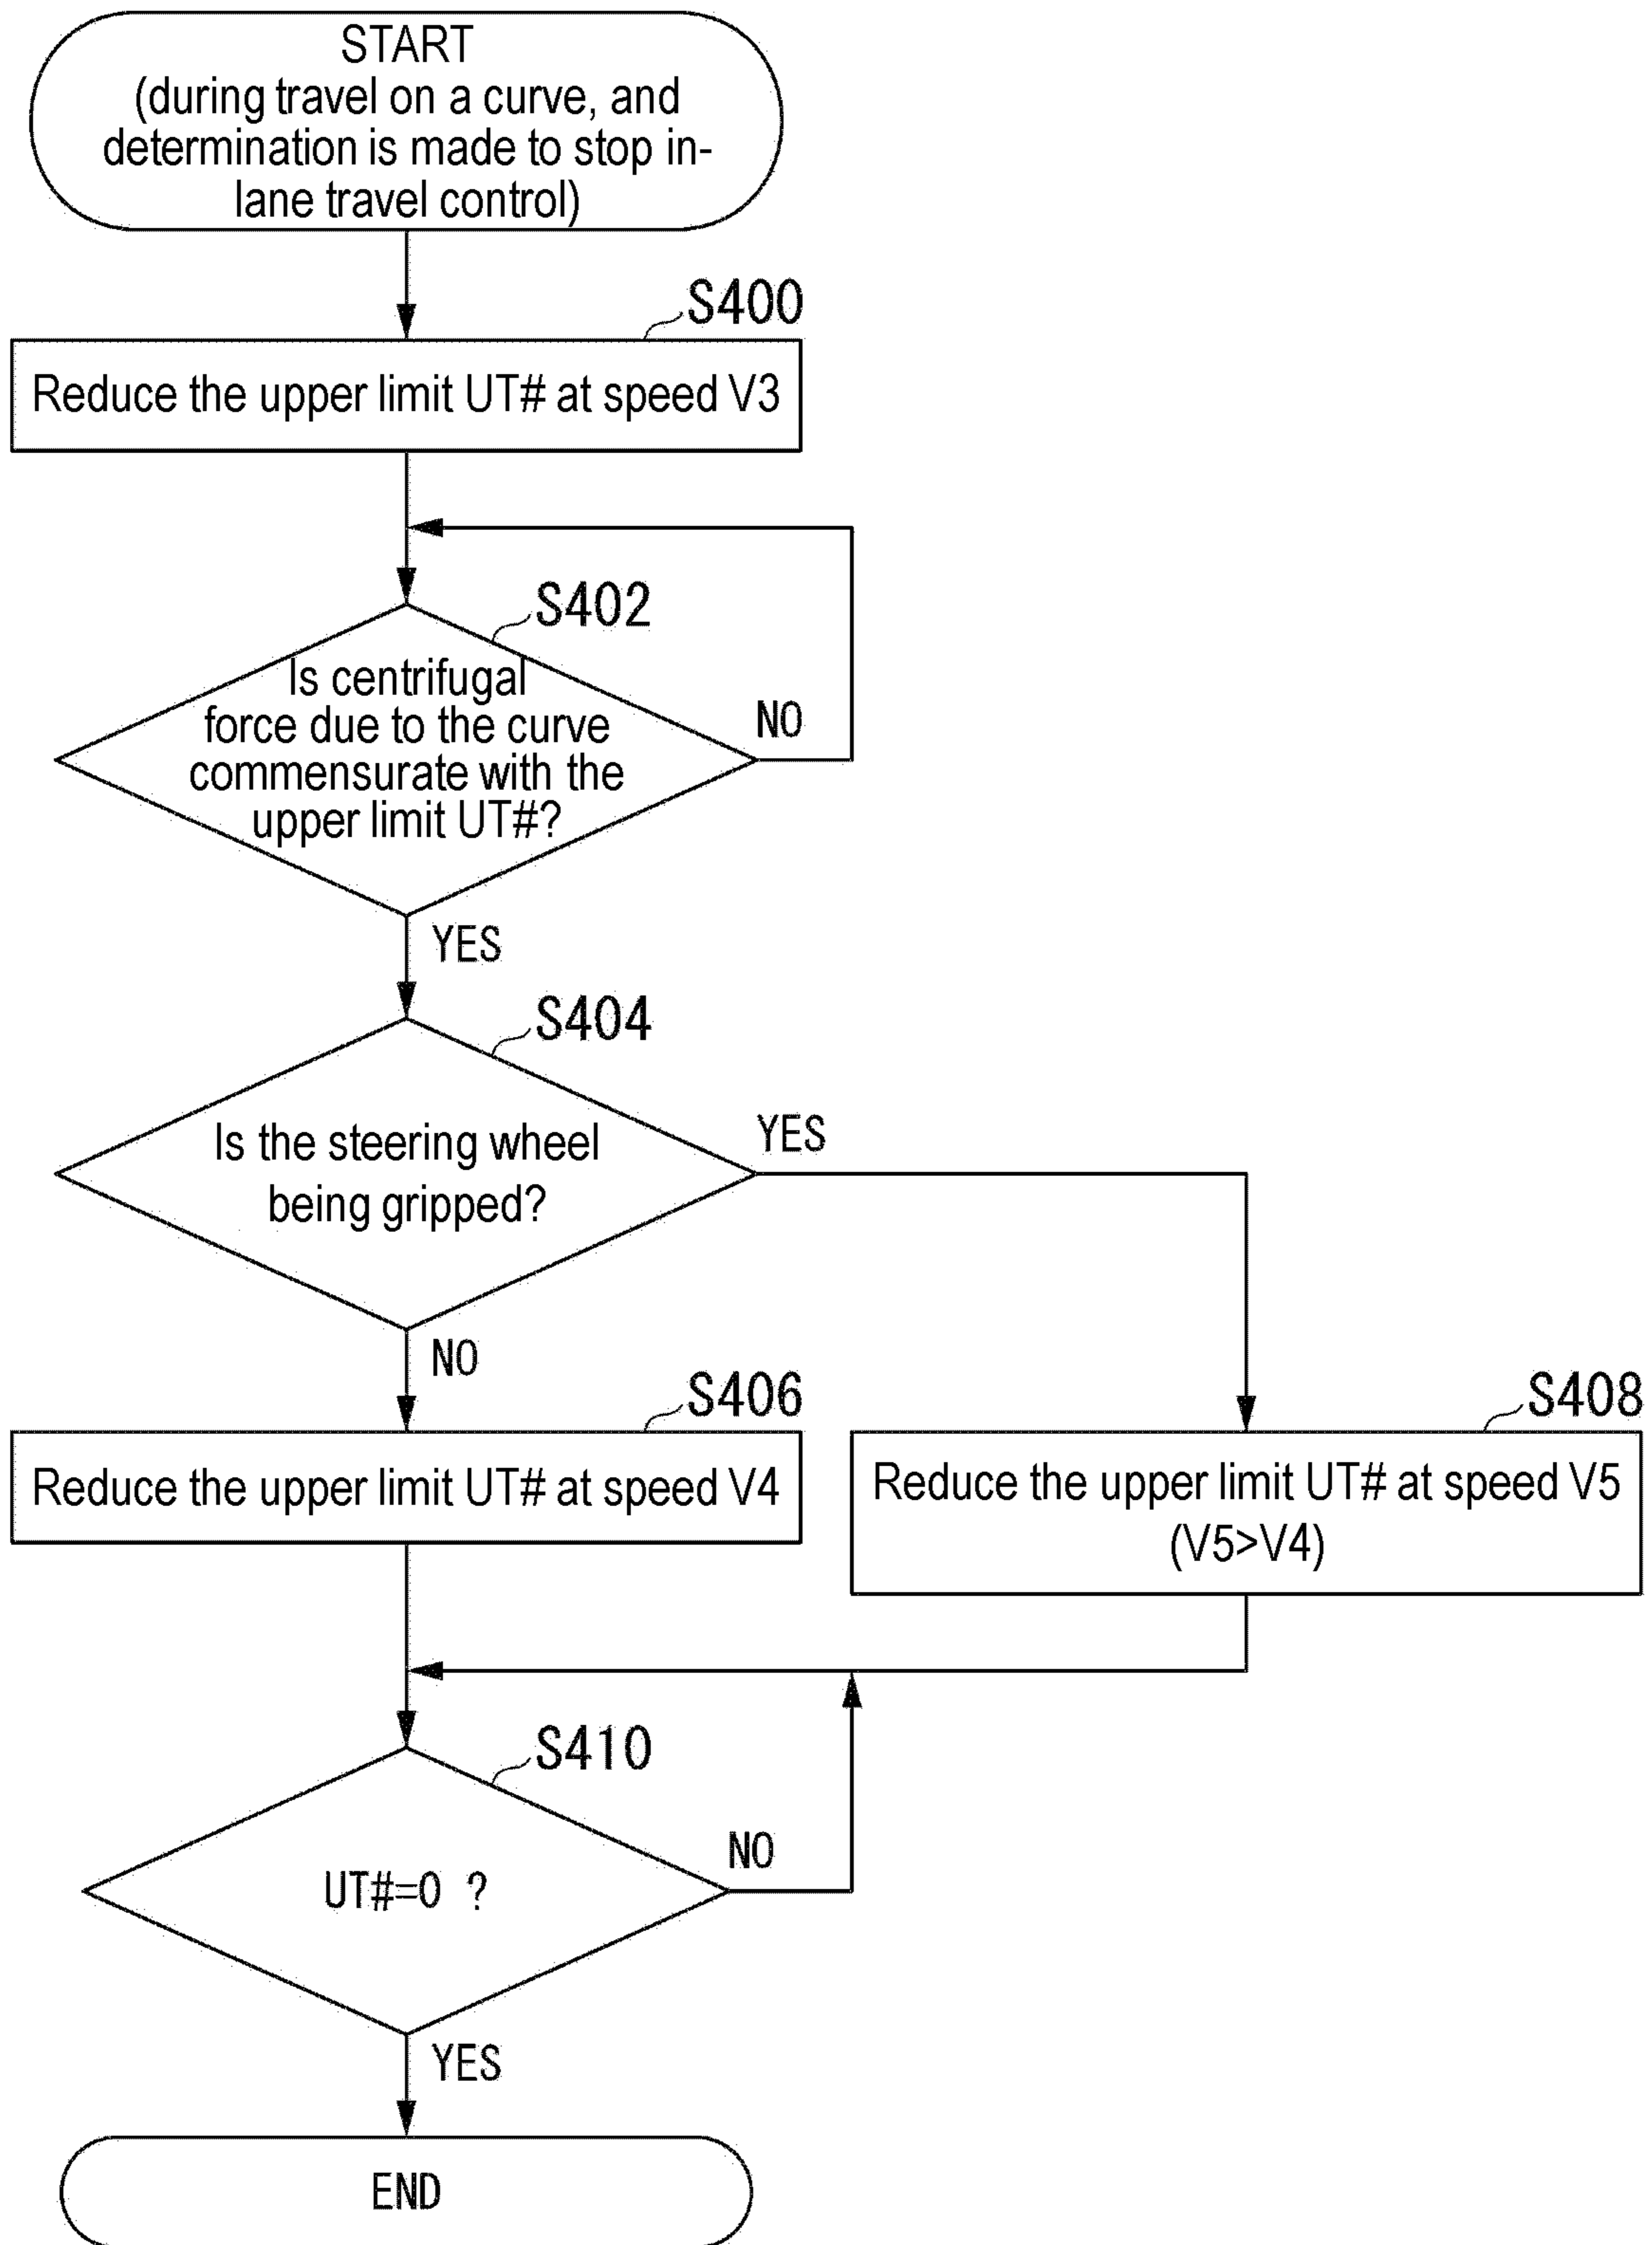 START
(during travel on a curve, and
determination is made to stop in-
lane travel control)
S400
Reduce the upper limit UT# at speed V3
S402
Is centrifugal
force due to the curve
commensurate with the
upper limit UT#?
NO
YES
S404
Is the steering wheel
being gripped?
YES
NO
S406
Reduce the upper limit UT# at speed V4
S408
Reduce the upper limit UT# at speed V5
(V5>V4)
S410
UT#=0 ?
NO
YES
END